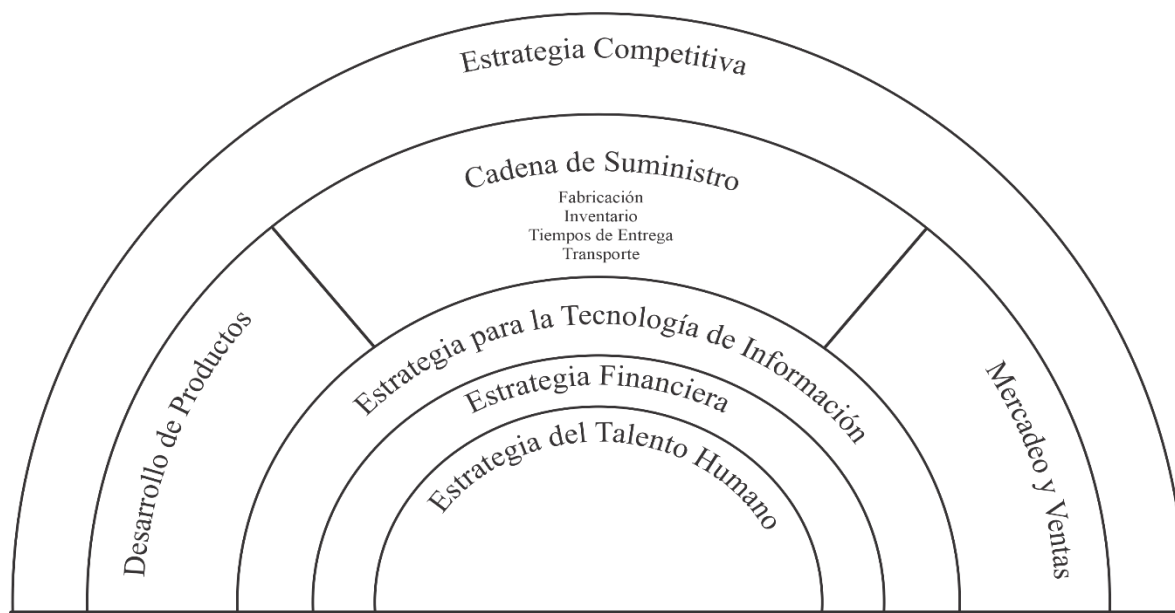 Estrategia Competitiva
Cadena de Suministro
Fabricación
Inventario
Tiempos de Entrega
Transporte
Desarrollo de Productos
Mercadeo y Ventas
Estrategia para la Tecnología de Información
Estrategia Financiera
Estrategia del Talento Humano